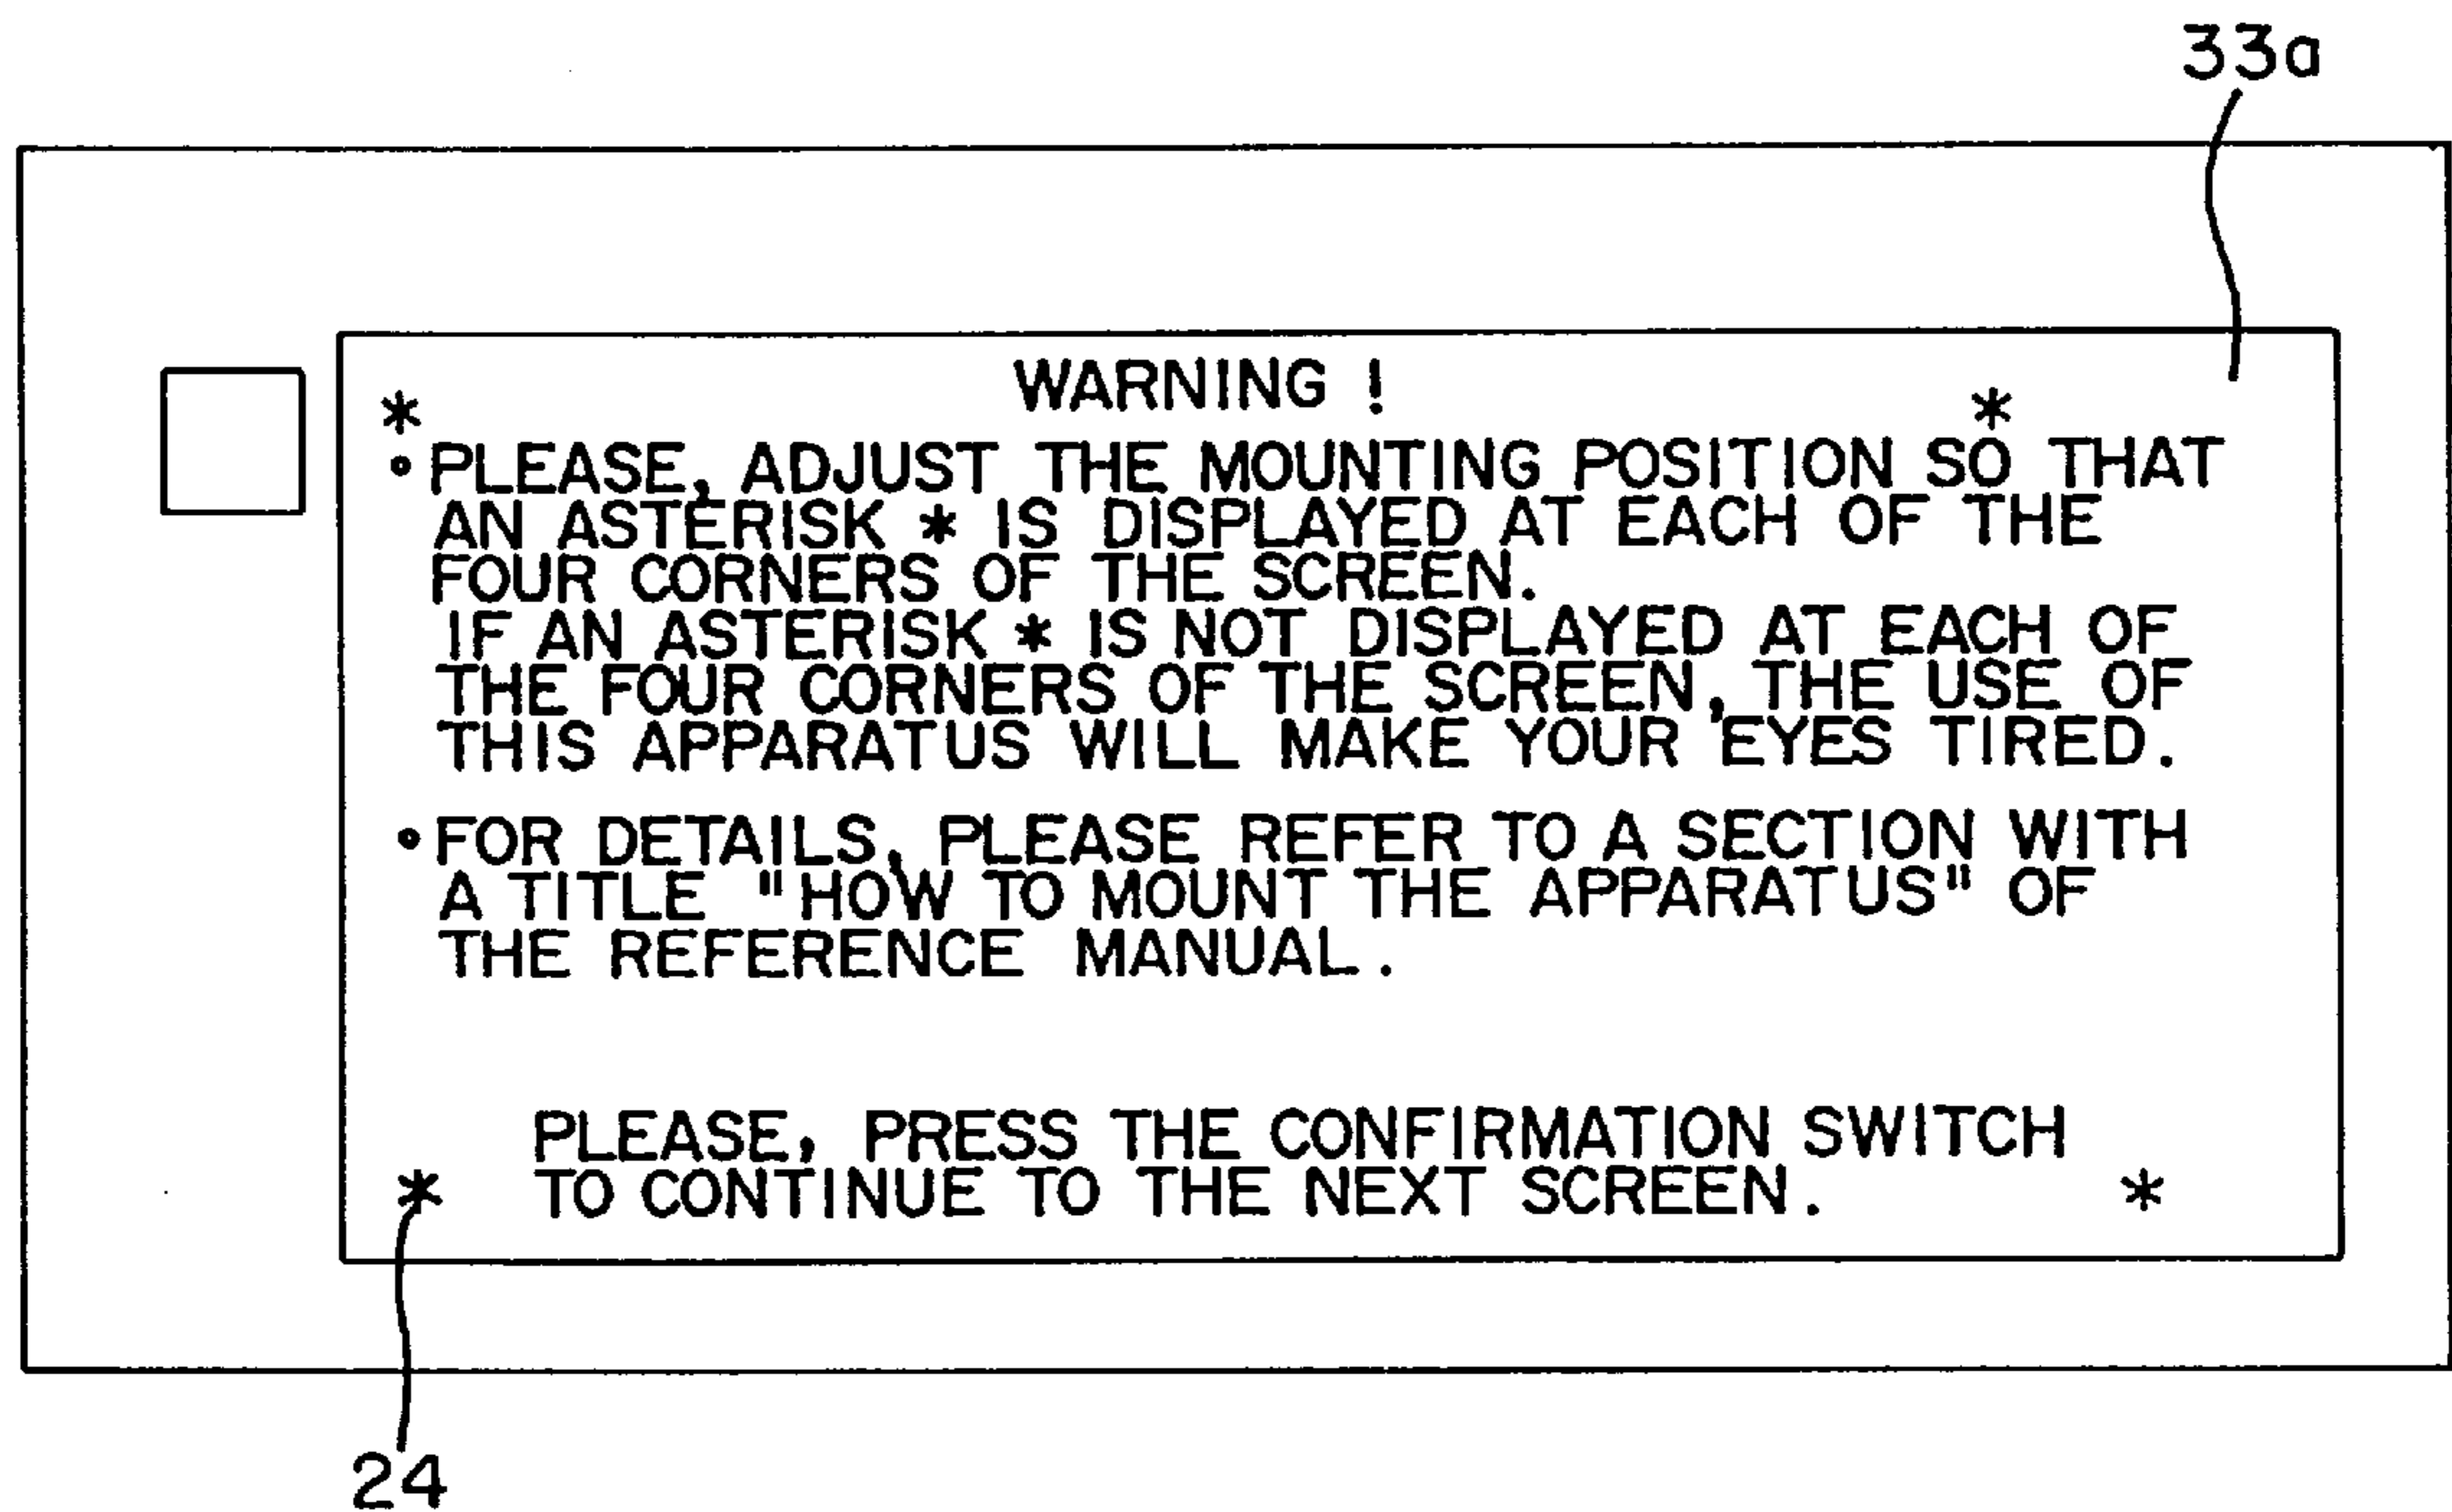 33a
WARNING !
* *
• PLEASE, ADJUST THE MOUNTING POSITION SO THAT
AN ASTERISK * IS DISPLAYED AT EACH OF THE
FOUR CORNERS OF THE SCREEN.
IF AN ASTERISK * IS NOT DISPLAYED AT EACH OF
THE FOUR CORNERS OF THE SCREEN, THE USE OF
THIS APPARATUS WILL MAKE YOUR EYES TIRED.
• FOR DETAILS, PLEASE REFER TO A SECTION WITH
A TITLE "HOW TO MOUNT THE APPARATUS" OF
THE REFERENCE MANUAL.
PLEASE, PRESS THE CONFIRMATION SWITCH
* TO CONTINUE TO THE NEXT SCREEN. *
24